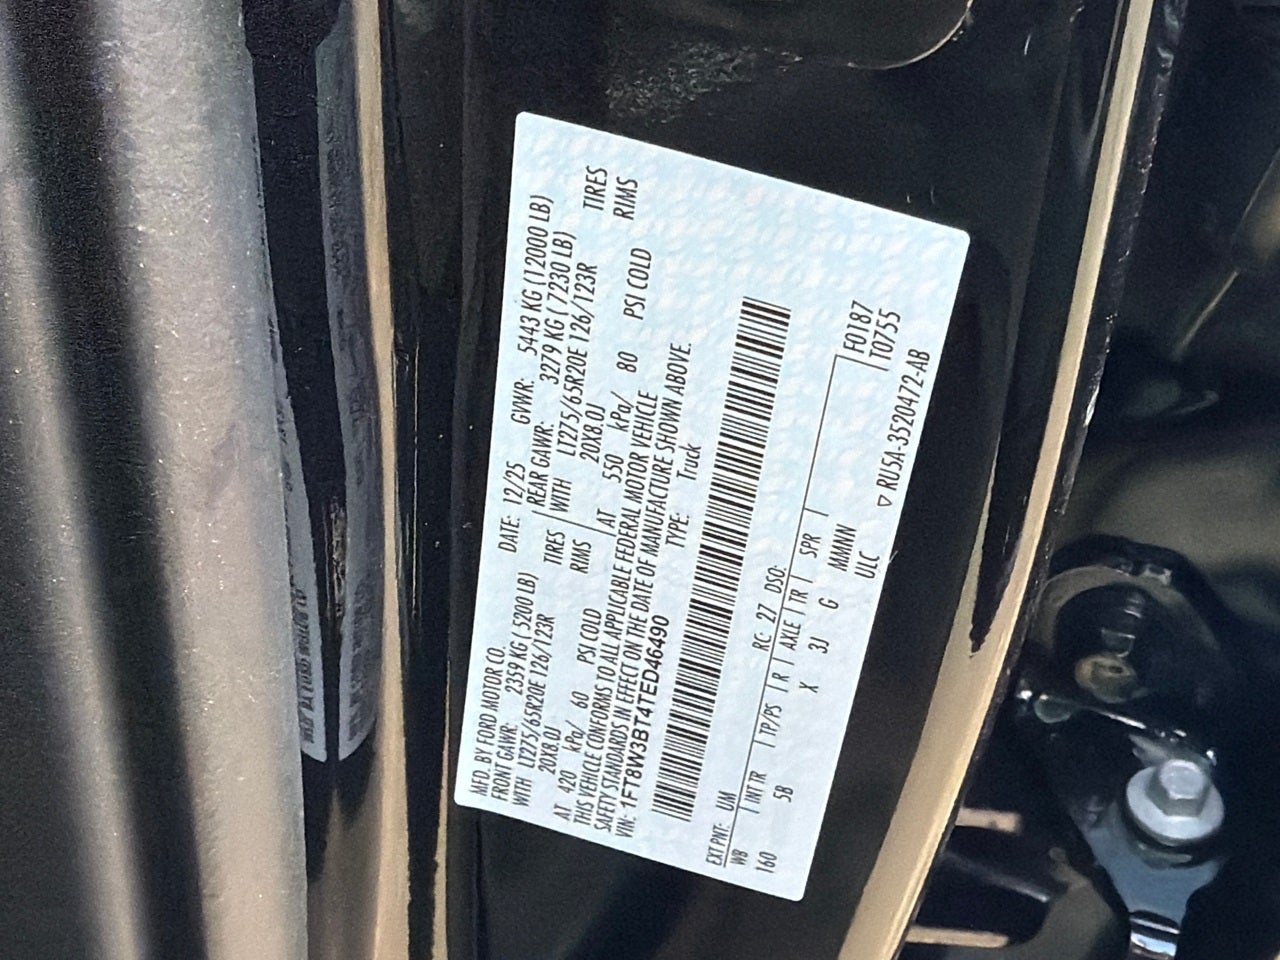 MFD. BY FORD MOTOR CO.
DATE: 12/25 GVWR: 5443 KG (12000 LB)
FRONT GAWR: 2359 KG (5200 LB)
REAR GAWR: 3279 KG (7230 LB)
WITH LT275/65R20E 126/123R TIRES
WITH LT275/65R20E 126/123R TIRES
20X8.0J RIMS
20X8.0J RIMS
AT 420 kPa/ 60 PSI COLD
AT 550 kPa/ 80 PSI COLD
THIS VEHICLE CONFORMS TO ALL APPLICABLE FEDERAL MOTOR VEHICLE
SAFETY STANDARDS IN EFFECT ON THE DATE OF MANUFACTURE SHOWN ABOVE.
VIN: 1FT8W3BT4TED46490 TYPE: Truck
EXT PNT: UM RC: 27 DSO:
WB INT TR TP/PS R AXLE TR SPR F0187
160 5B X 3J G MMNN T0755
ULC
▽ RU5A-3520472-AB